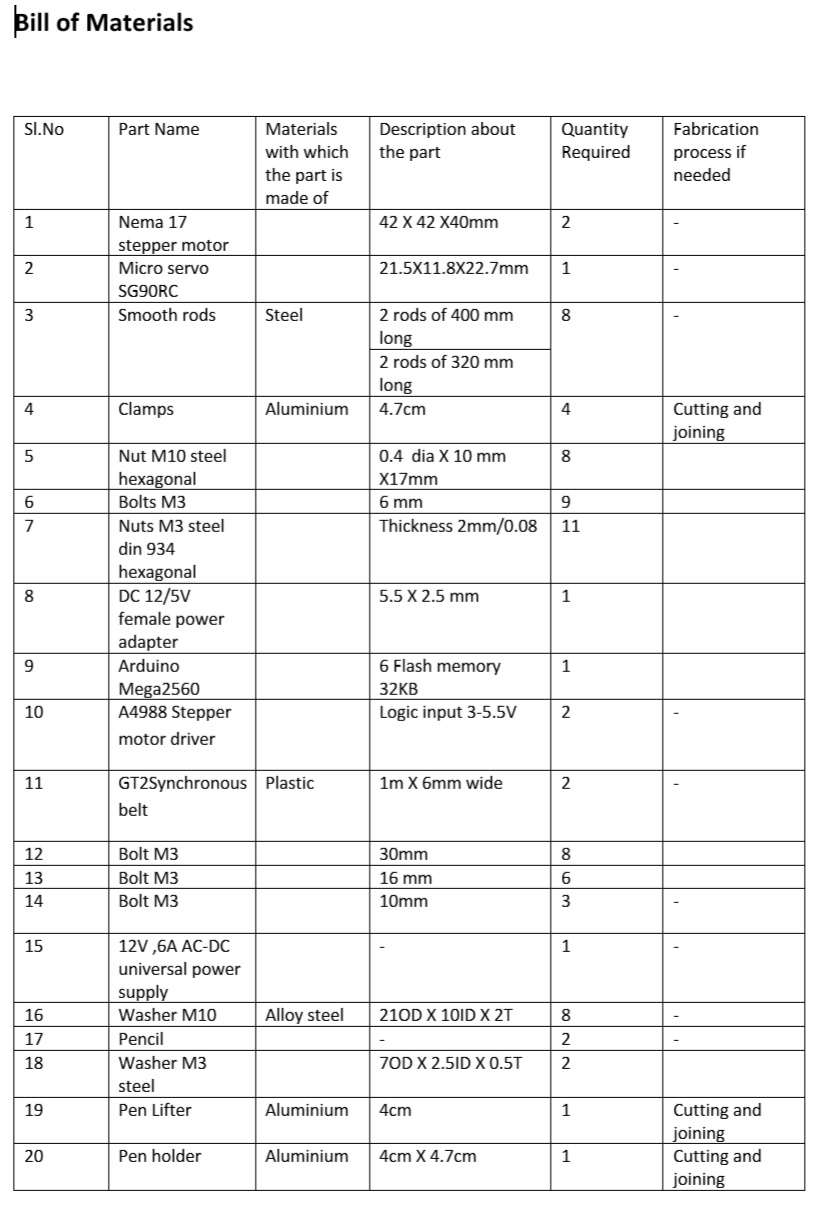 Bill of Materials
Sl.No Part Name Materials with which the part is made of Description about the part Quantity Required Fabrication process if needed
1 Nema 17 stepper motor 42 X 42 X40mm 2 -
2 Micro servo SG90RC 21.5X11.8X22.7mm 1 -
3 Smooth rods Steel 2 rods of 400 mm long 2 rods of 320 mm long 8 -
4 Clamps Aluminium 4.7cm 4 Cutting and joining
5 Nut M10 steel hexagonal 0.4 dia X 10 mm X17mm 8
6 Bolts M3 6 mm 9
7 Nuts M3 steel din 934 hexagonal Thickness 2mm/0.08 11
8 DC 12/5V female power adapter 5.5 X 2.5 mm 1
9 Arduino Mega2560 6 Flash memory 32KB 1
10 A4988 Stepper motor driver Logic input 3-5.5V 2 -
11 GT2Synchronous belt Plastic 1m X 6mm wide 2 -
12 Bolt M3 30mm 8
13 Bolt M3 16 mm 6
14 Bolt M3 10mm 3 -
15 12V ,6A AC-DC universal power supply - 1 -
16 Washer M10 Alloy steel 21OD X 10ID X 2T 8 -
17 Pencil - 2 -
18 Washer M3 steel 7OD X 2.5ID X 0.5T 2
19 Pen Lifter Aluminium 4cm 1 Cutting and joining
20 Pen holder Aluminium 4cm X 4.7cm 1 Cutting and joining